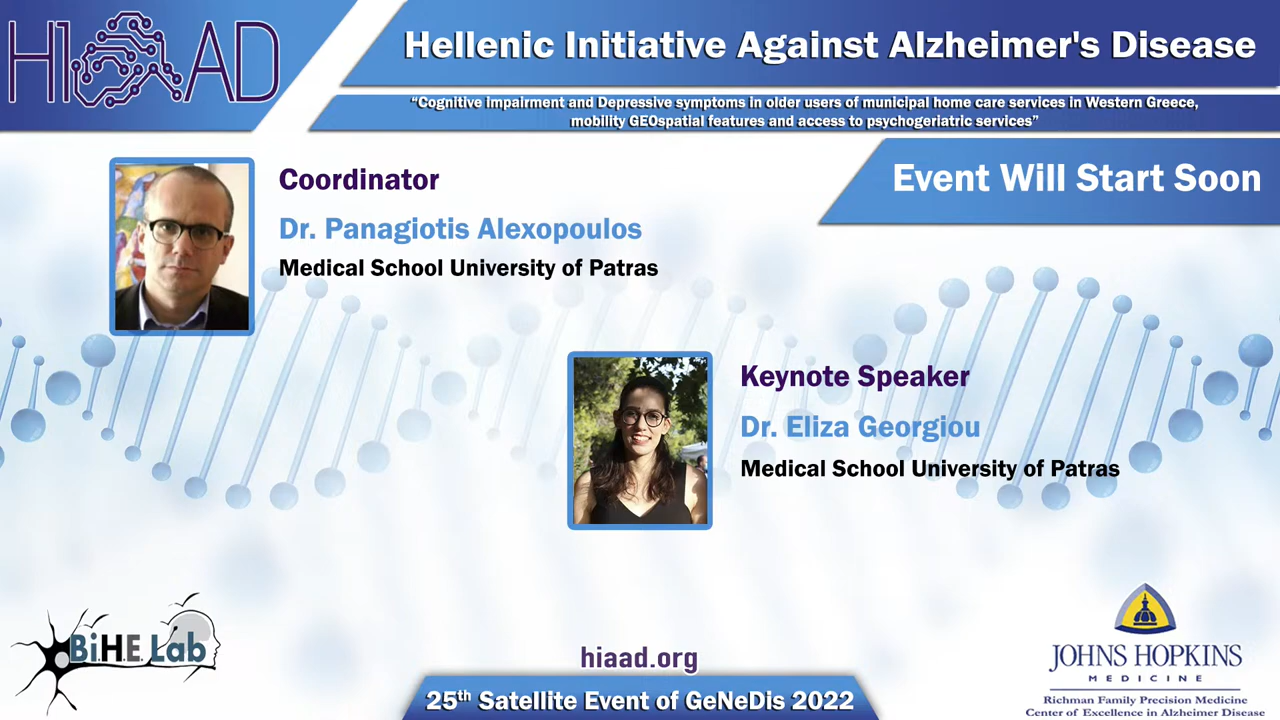 HIAAD
Hellenic Initiative Against Alzheimer's Disease
“Cognitive impairment and Depressive symptoms in older users of municipal home care services in Western Greece,
mobility GEOspatial features and access to psychogeriatric services”
Event Will Start Soon
Coordinator
Dr. Panagiotis Alexopoulos
Medical School University of Patras
Keynote Speaker
Dr. Eliza Georgiou
Medical School University of Patras
Bi.H.E. Lab
hiaad.org
25th Satellite Event of GeNeDis 2022
JOHNS HOPKINS
MEDICINE
Richman Family Precision Medicine
Center of Excellence in Alzheimer Disease